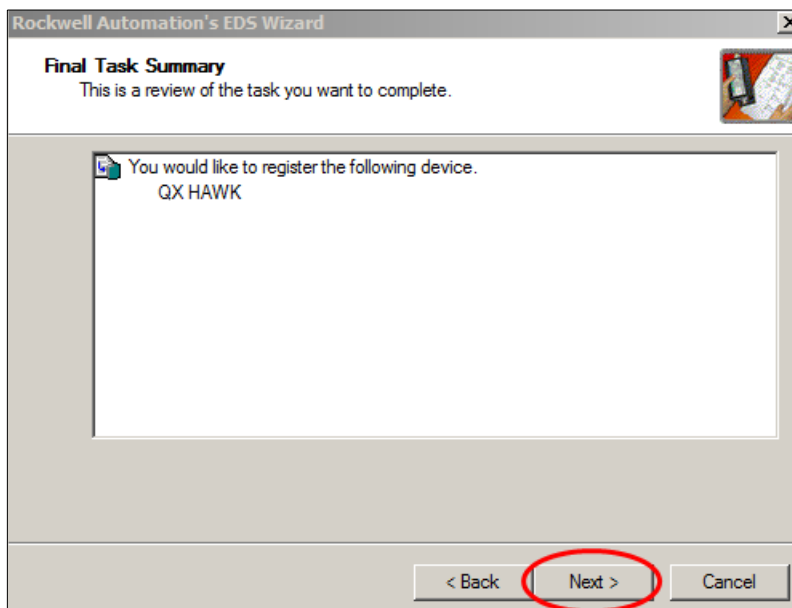 Rockwell Automation's EDS Wizard
Final Task Summary
This is a review of the task you want to complete.
You would like to register the following device.
QX HAWK
< Back
Next >
Cancel